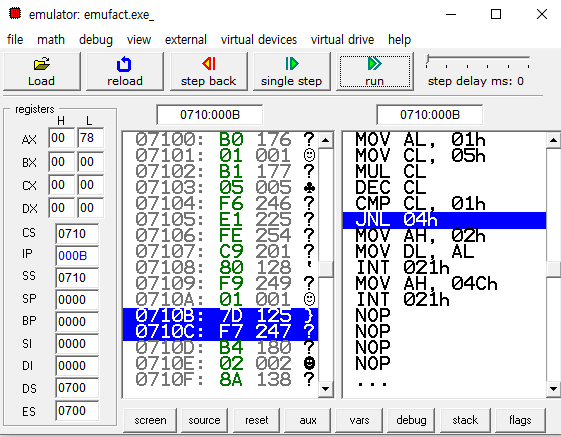 emulator: emufact.exe_
file math debug view external virtual devices virtual drive help
Load reload step back single step run step delay ms: 0
registers
H L
AX 00 78
BX 00 00
CX 00 00
DX 00 00
CS 0710
IP 000B
SS 0710
SP 0000
BP 0000
SI 0000
DI 0000
DS 0700
ES 0700
0710:000B
07100: B0 176 ?
07101: 01 001 ☺
07102: B1 177 ?
07103: 05 005 ♣
07104: F6 246 ?
07105: E1 225 ?
07106: FE 254 ?
07107: C9 201 ?
07108: 80 128 '
07109: F9 249 ?
0710A: 01 001 ☺
0710B: 7D 125 }
0710C: F7 247 ?
0710D: B4 180 ?
0710E: 02 002 ☻
0710F: 8A 138 ?
0710:000B
MOV AL, 01h
MOV CL, 05h
MUL CL
DEC CL
CMP CL, 01h
JNL 04h
MOV AH, 02h
MOV DL, AL
INT 021h
MOV AH, 04Ch
INT 021h
NOP
NOP
NOP
NOP
...
screen source reset aux vars debug stack flags